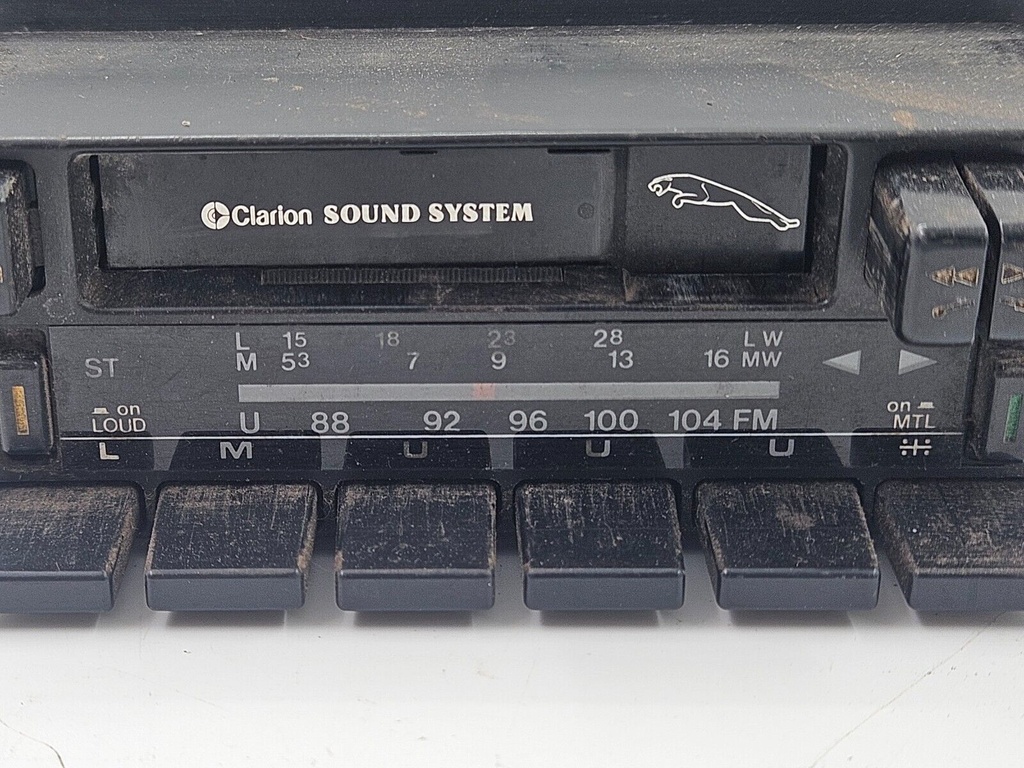 Clarion SOUND SYSTEM
L 15 18 23 28 LW
M 53 7 9 13 16 MW
ST
on
LOUD
U 88 92 96 100 104 FM
on
MTL
L M U U U